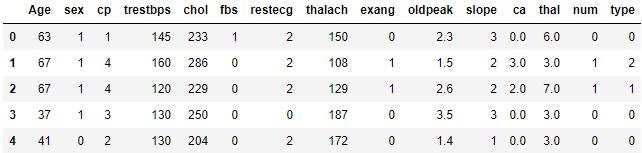 Age sex cp trestbps chol fbs restecg thalach exang oldpeak slope ca thal num type
0 63 1 1 145 233 1 2 150 0 2.3 3 0.0 6.0 0 0
1 67 1 4 160 286 0 2 108 1 1.5 2 3.0 3.0 1 2
2 67 1 4 120 229 0 2 129 1 2.6 2 2.0 7.0 1 1
3 37 1 3 130 250 0 0 187 0 3.5 3 0.0 3.0 0 0
4 41 0 2 130 204 0 2 172 0 1.4 1 0.0 3.0 0 0